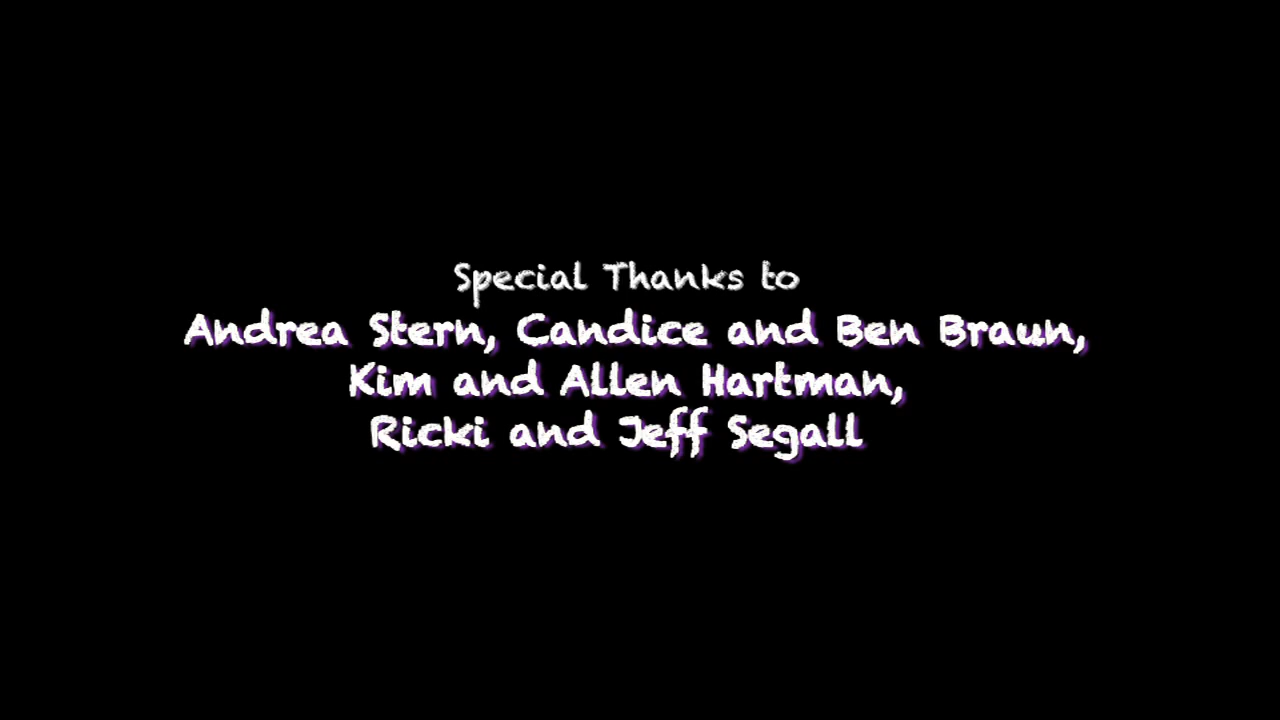 Special Thanks to
Andrea Stern, Candice and Ben Braun,
Kim and Allen Hartman,
Ricki and Jeff Segall